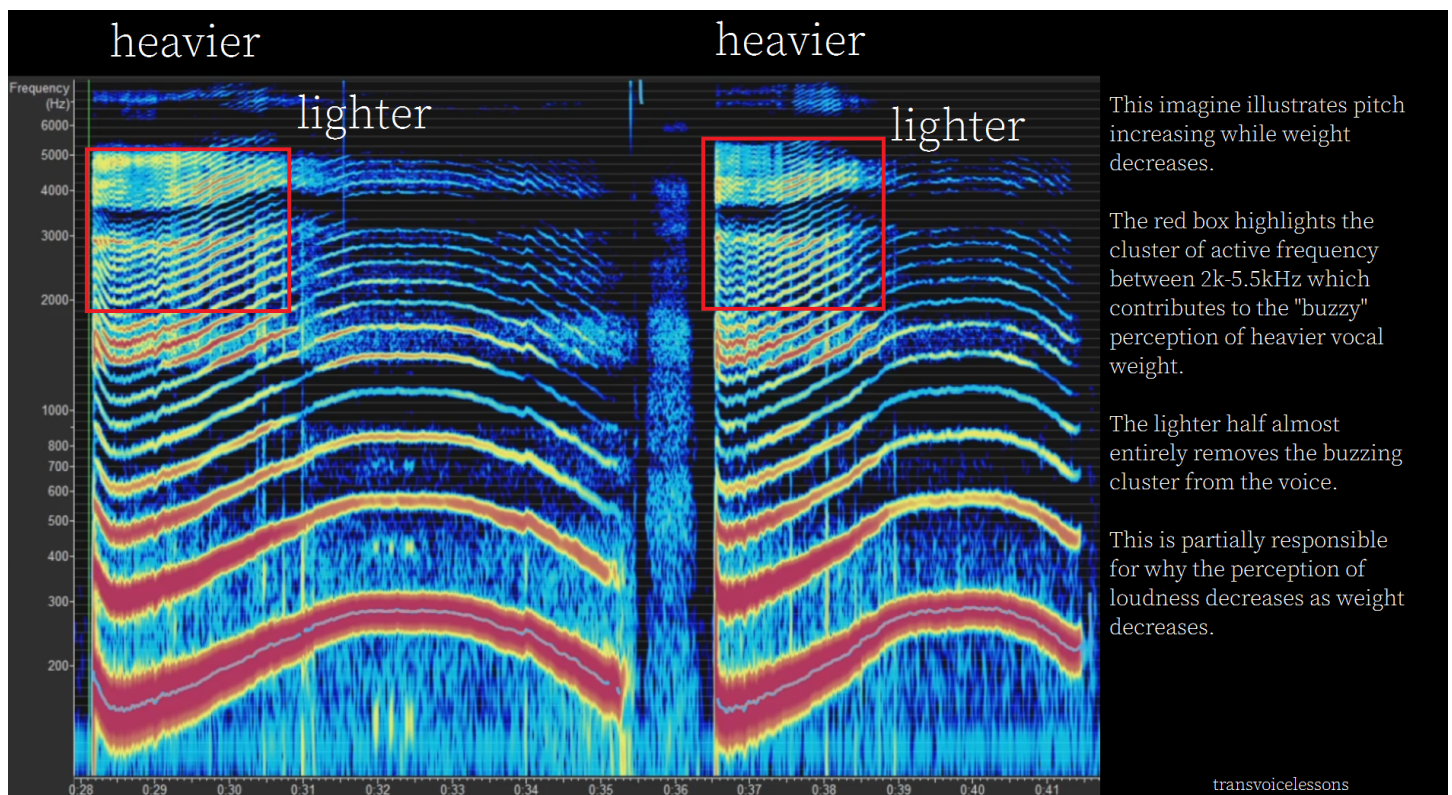 heavier
heavier
lighter
lighter
Frequency
(Hz)
6000
5000
4000
3000
2000
1000
800
700
600
500
400
300
200
0:28 0:29 0:30 0:31 0:32 0:33 0:34 0:35 0:36 0:37 0:38 0:39 0:40 0:41
This imagine illustrates pitch
increasing while weight
decreases.
The red box highlights the
cluster of active frequency
between 2k-5.5kHz which
contributes to the "buzzy"
perception of heavier vocal
weight.
The lighter half almost
entirely removes the buzzing
cluster from the voice.
This is partially responsible
for why the perception of
loudness decreases as weight
decreases.
transvoicelessons